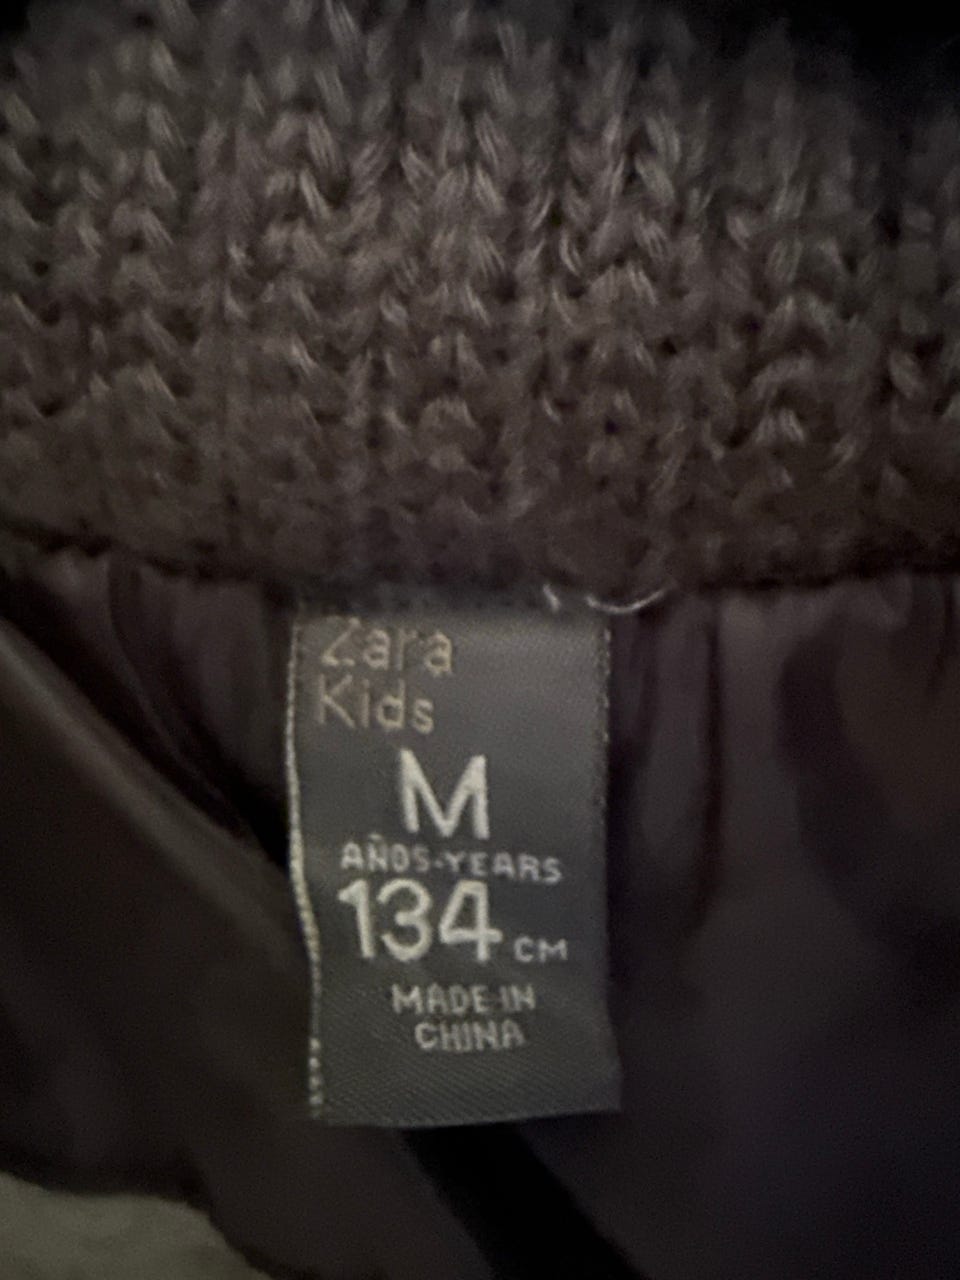 Zara
Kids
M
AÑOS-YEARS
134 CM
MADE IN
CHINA